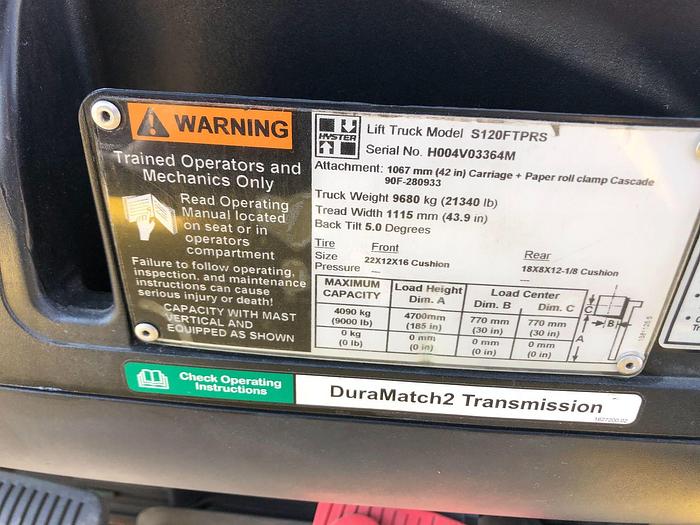 WARNING
Trained Operators and
Mechanics Only
Read Operating
Manual located
on seat or in
operators
compartment
Failure to follow operating,
inspection, and maintenance
instructions can cause
serious injury or death!
CAPACITY WITH MAST
VERTICAL AND
EQUIPPED AS SHOWN
HYSTER
Lift Truck Model S120FTPRS
Serial No. H004V03364M
Attachment: 1067 mm (42 in) Carriage + Paper roll clamp Cascade
90F-280933
Truck Weight 9680 kg (21340 lb)
Tread Width 1115 mm (43.9 in)
Back Tilt 5.0 Degrees
Tire Front Rear
Size 22X12X16 Cushion 18X8X12-1/8 Cushion
Pressure --- ---
MAXIMUM CAPACITY Load Height Dim. A Load Center Dim. B Dim. C
4090 kg 4700mm 770 mm 770 mm
(9000 lb) (185 in) (30 in) (30 in)
0 kg 0 mm 0 mm 0 mm
(0 lb) (0 in) (0 in) (0 in)
C
B
A
Check Operating
Instructions
DuraMatch2 Transmission